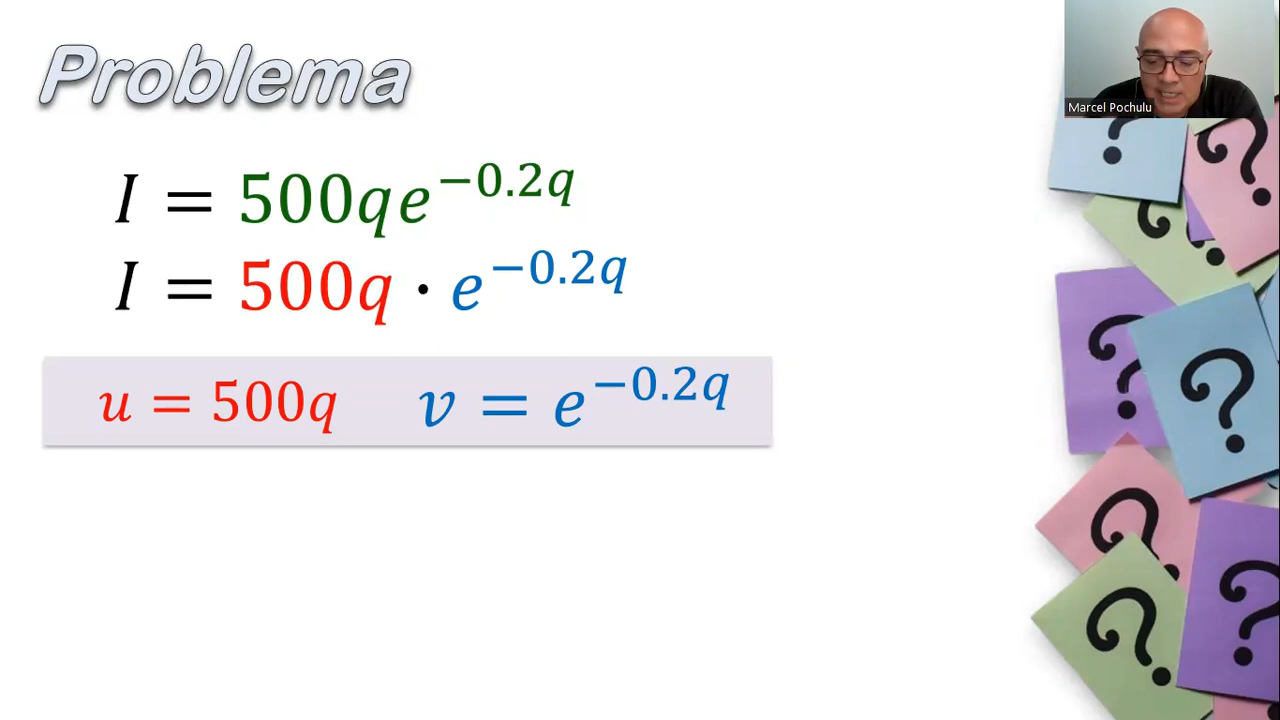 Problema
Marcel Pochulu
I = 500qe^{-0.2q}
I = 500q · e^{-0.2q}
u = 500q v = e^{-0.2q}
?
?
?
?
?
?
?
?